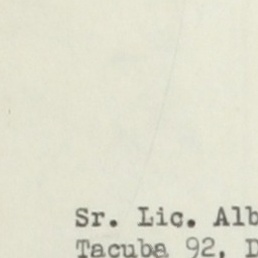 Sr. Lic. Alb
Tacuba 92, D